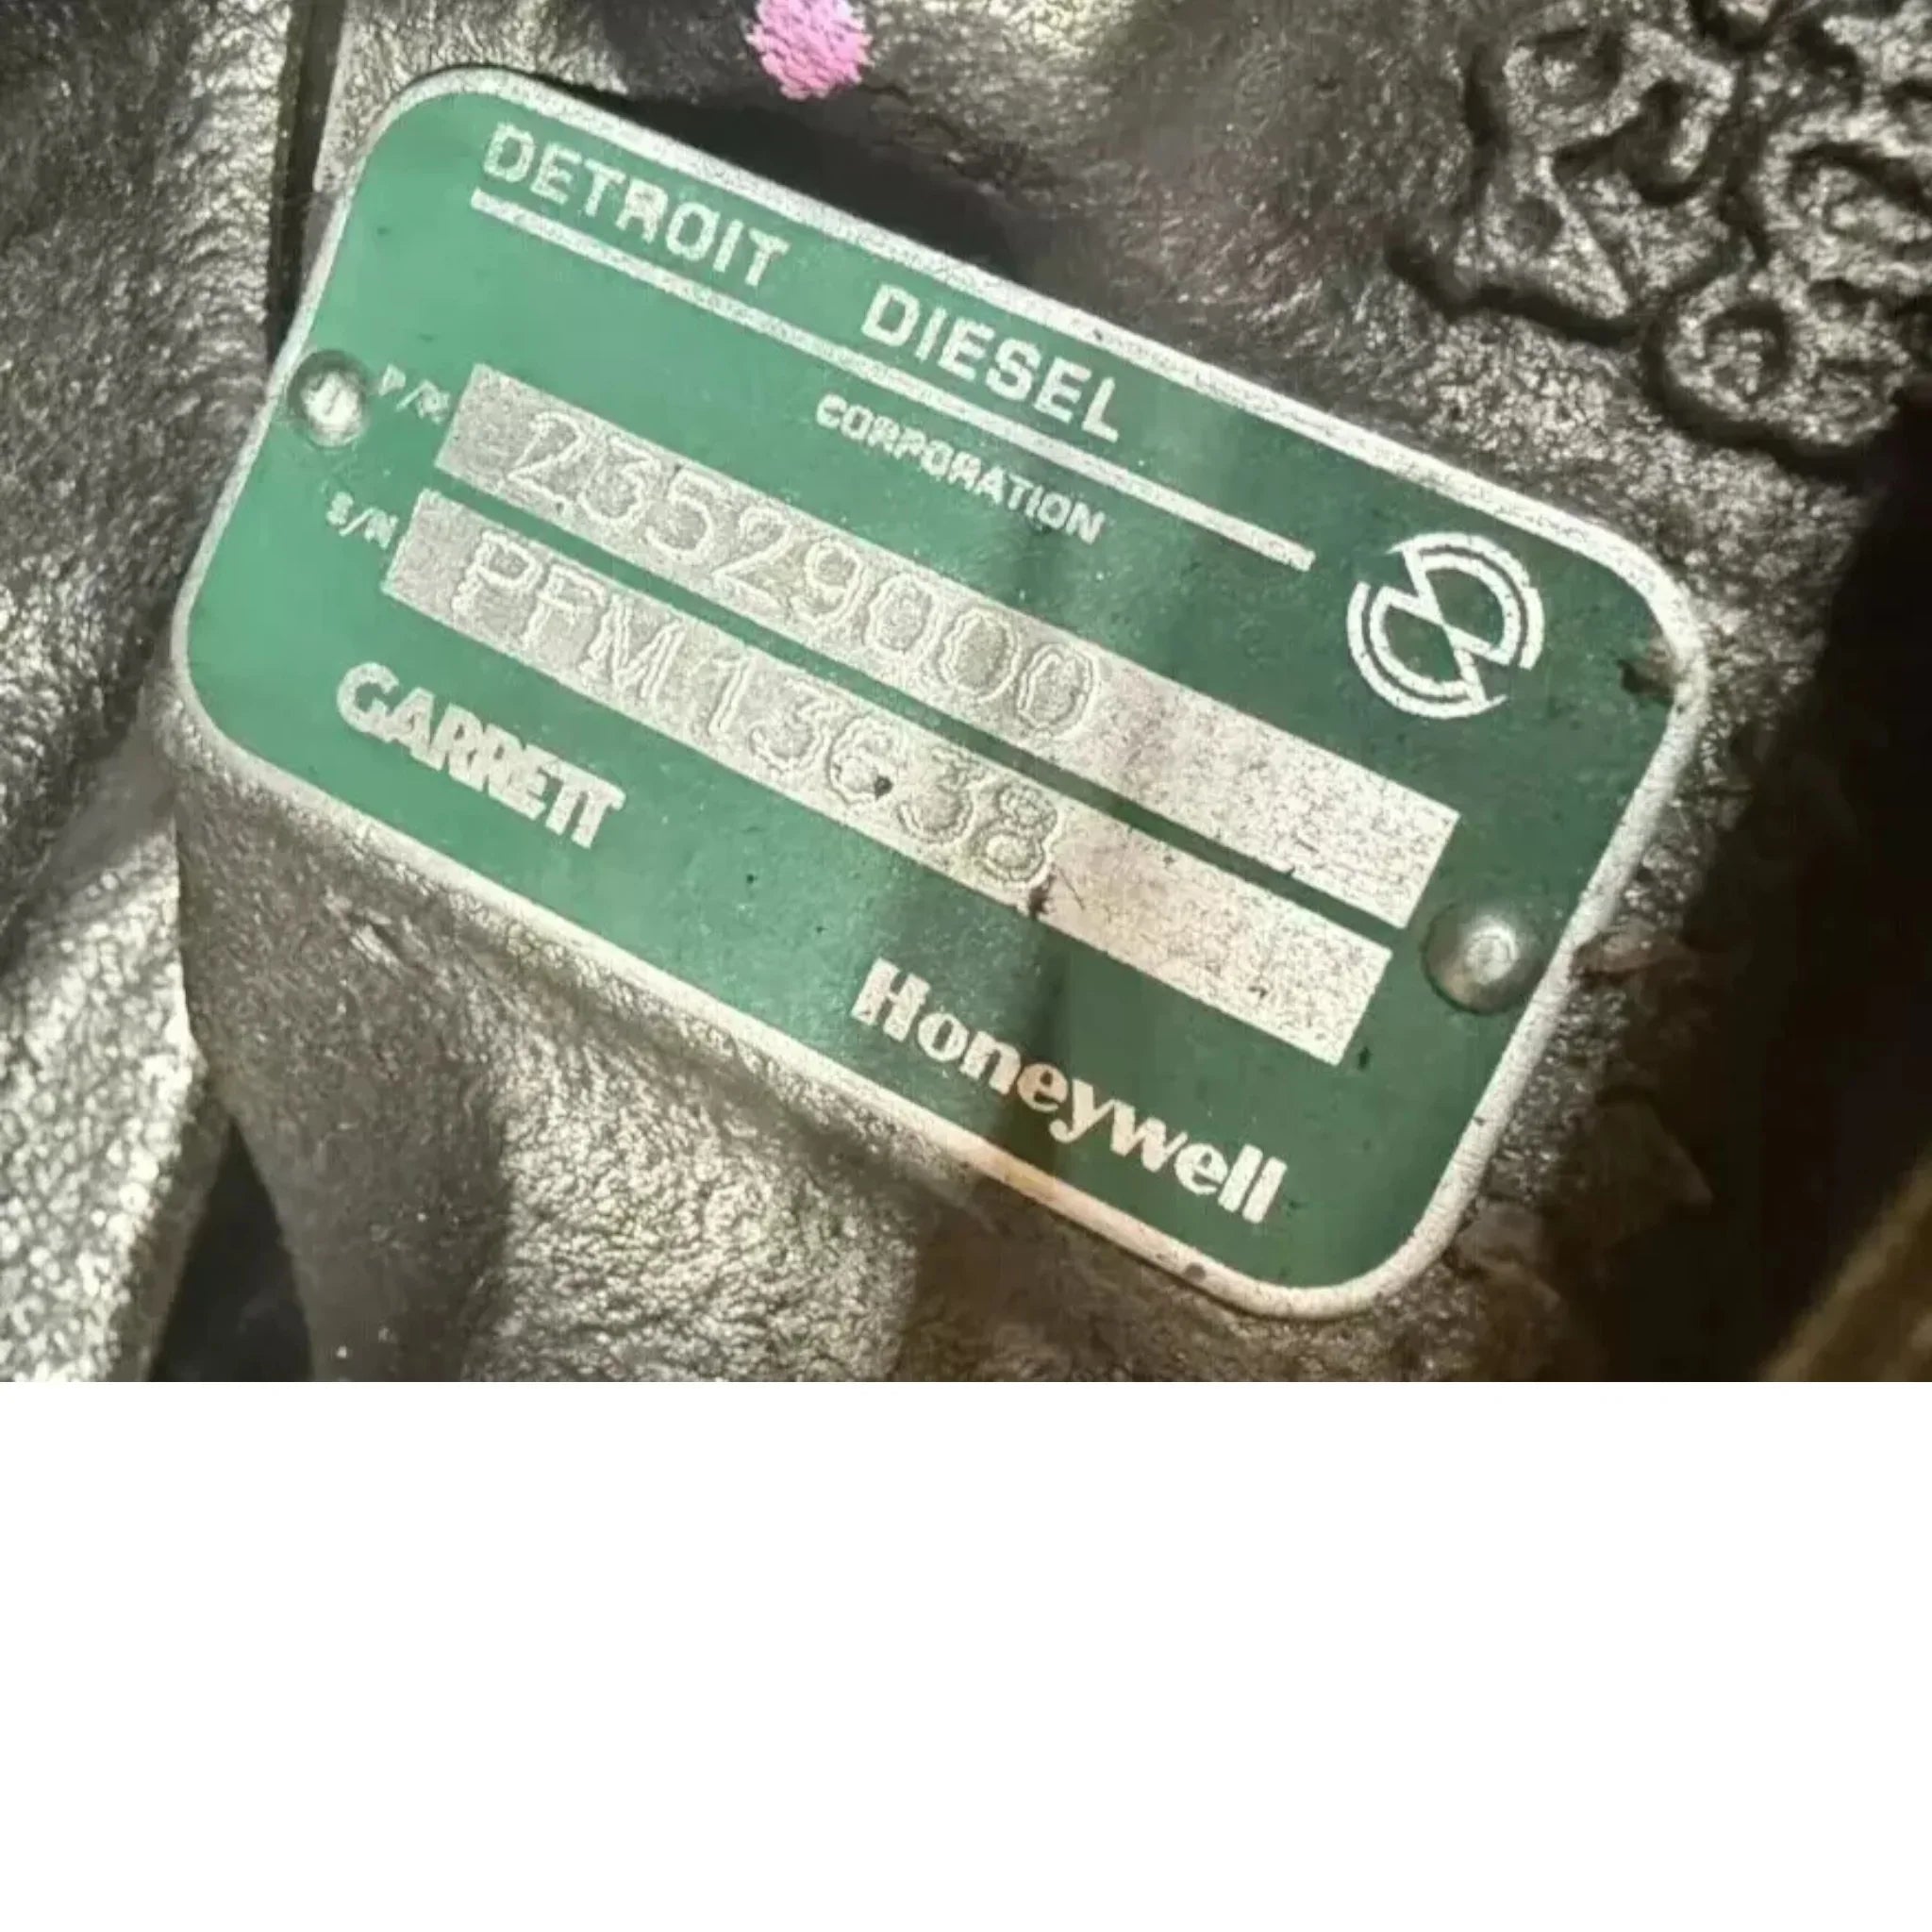 DETROIT DIESEL
CORPORATION
P/N 23529000
S/N PFM13638
GARRETT
Honeywell